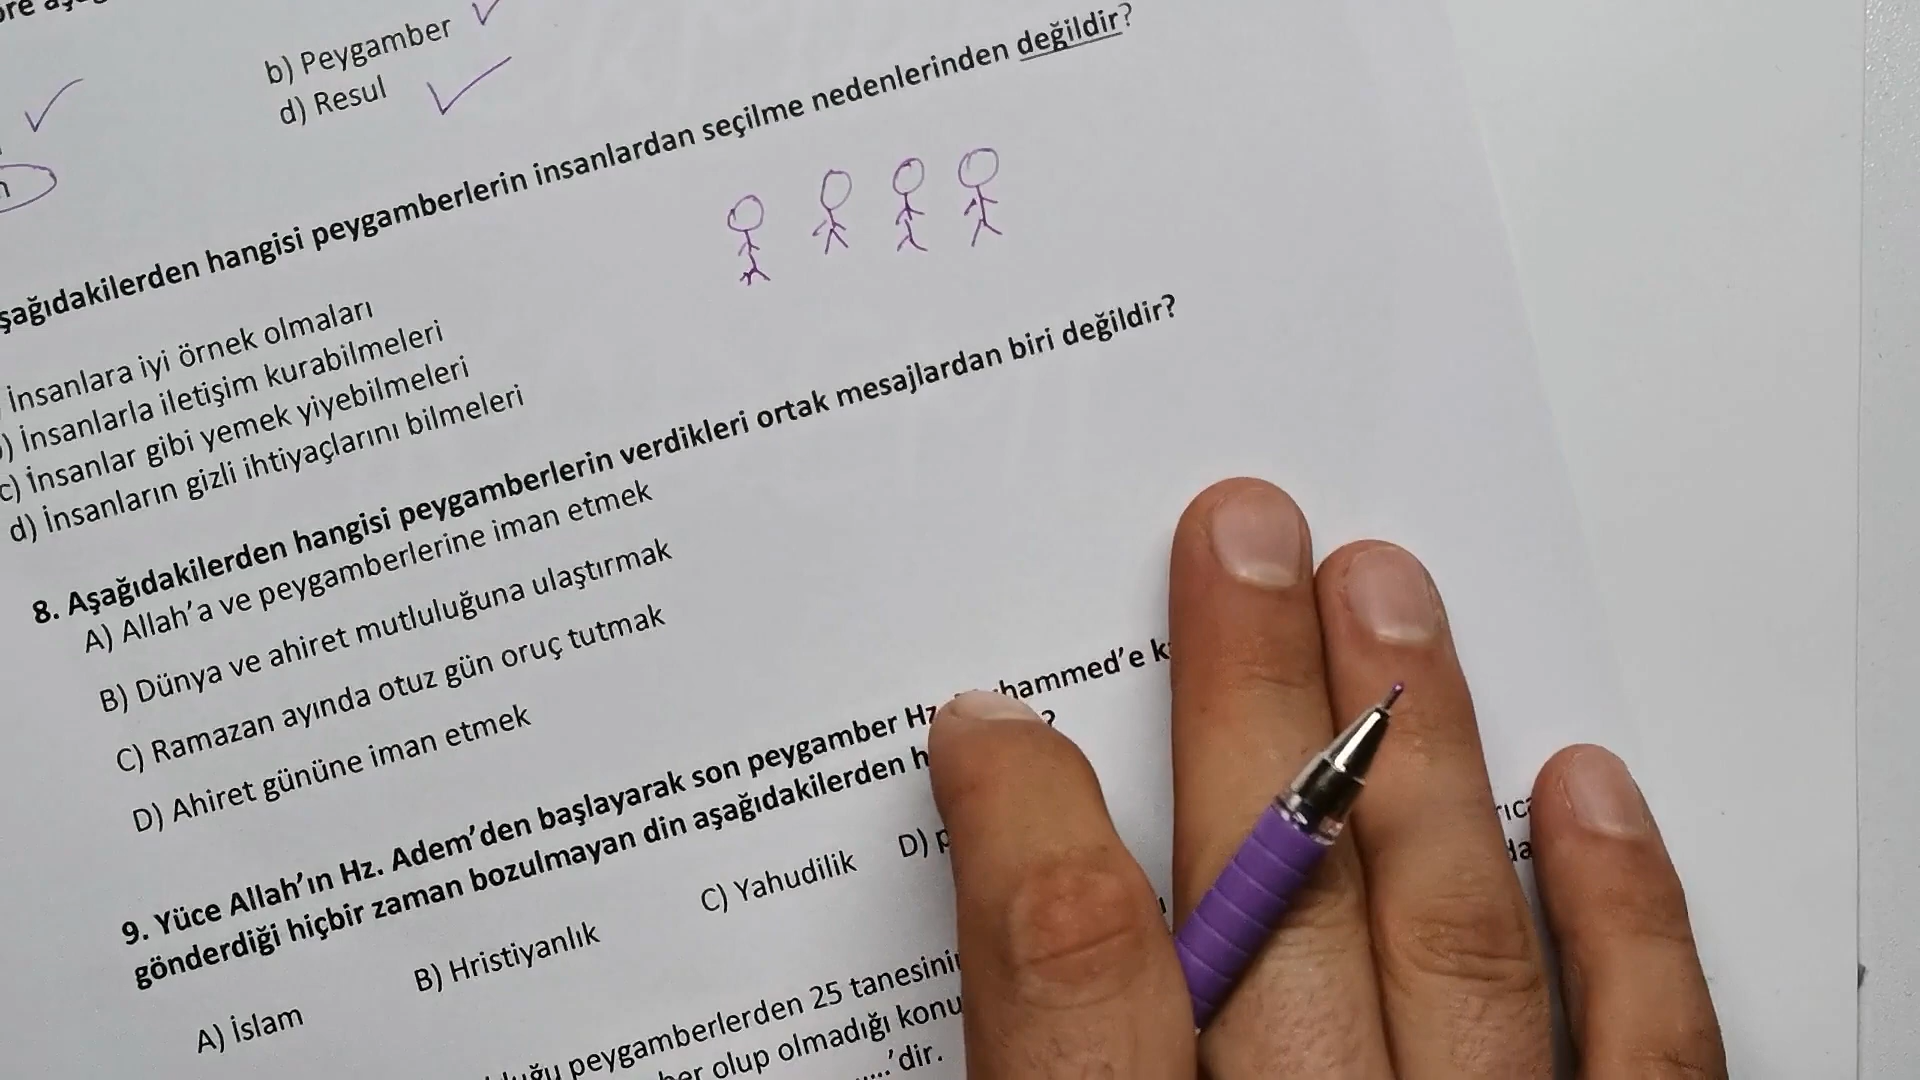 b) Peygamber
d) Resul
şağıdakilerden hangisi peygamberlerin insanlardan seçilme nedenlerinden değildir?
İnsanlara iyi örnek olmaları
) İnsanlarla iletişim kurabilmeleri
c) İnsanlar gibi yemek yiyebilmeleri
d) İnsanların gizli ihtiyaçlarını bilmeleri
8. Aşağıdakilerden hangisi peygamberlerin verdikleri ortak mesajlardan biri değildir?
A) Allah'a ve peygamberlerine iman etmek
B) Dünya ve ahiret mutluluğuna ulaştırmak
C) Ramazan ayında otuz gün oruç tutmak
D) Ahiret gününe iman etmek
9. Yüce Allah'ın Hz. Adem'den başlayarak son peygamber Hz hammed'e k
gönderdiği hiçbir zaman bozulmayan din aşağıdakilerden h ?
A) İslam B) Hristiyanlık C) Yahudilik D) p
peygamberlerden 25 tanesini
olup olmadığı konu
....'dir.